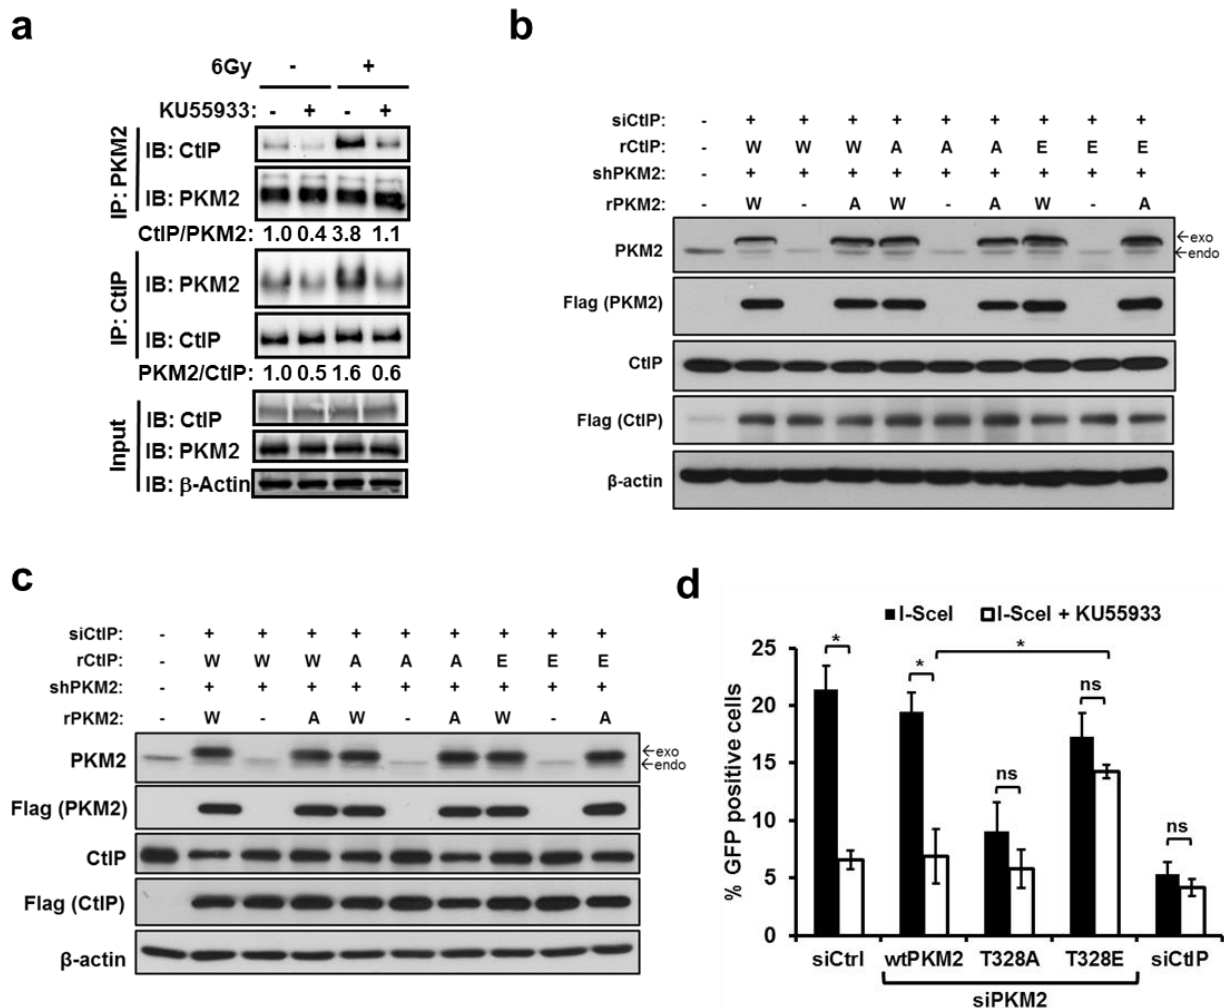 a
6Gy - +
KU55933: - + - +
IP: PKM2
IB: CtIP
IB: PKM2
CtIP/PKM2: 1.0 0.4 3.8 1.1
IP: CtIP
IB: PKM2
IB: CtIP
PKM2/CtIP: 1.0 0.5 1.6 0.6
Input
IB: CtIP
IB: PKM2
IB: β-Actin
b
siCtIP: - + + + + + + + + +
rCtIP: - W W W A A A E E E
shPKM2: - + + + + + + + + +
rPKM2: - W - A W - A W - A
PKM2
←exo
←endo
Flag (PKM2)
CtIP
Flag (CtIP)
β-actin
c
siCtIP: - + + + + + + + + +
rCtIP: - W W W A A A E E E
shPKM2: - + + + + + + + + +
rPKM2: - W - A W - A W - A
PKM2
←exo
←endo
Flag (PKM2)
CtIP
Flag (CtIP)
β-actin
d
I-SceI I-SceI + KU55933
% GFP positive cells
25
20
15
10
5
0
* * * ns ns ns
siCtrl wtPKM2 T328A T328E siCtIP
siPKM2